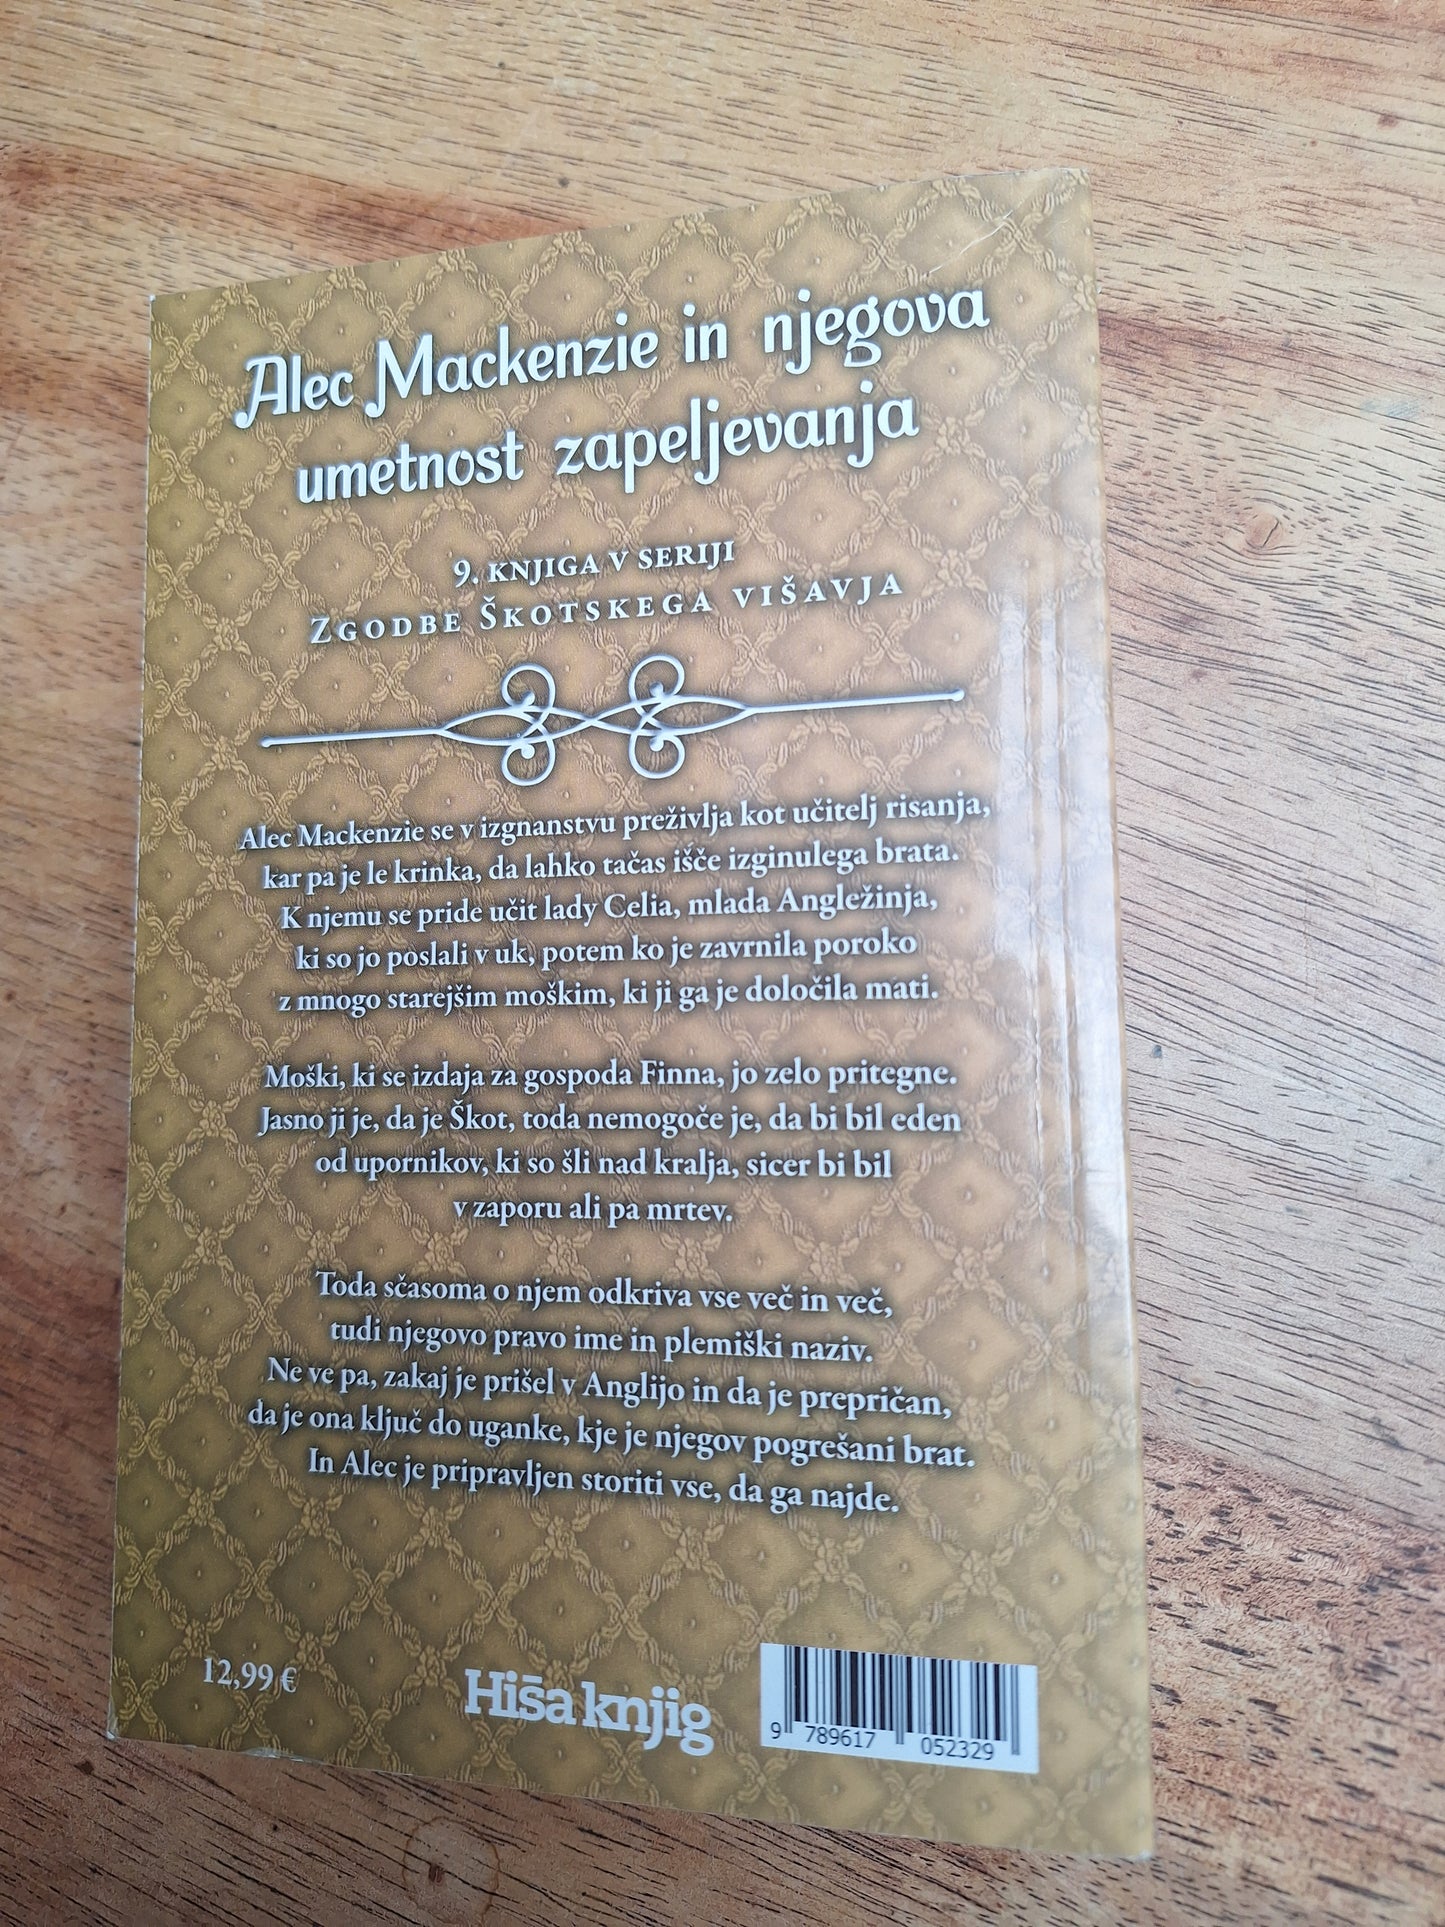 Alec Mackenzie in njegova
umetnost zapeljevanja
9. KNJIGA V SERIJI
ZGODBE ŠKOTSKEGA VIŠAVJA
Alec Mackenzie se v izgnanstvu preživlja kot učitelj risanja,
kar pa je le krinka, da lahko tačas išče izginulega brata.
K njemu se pride učit lady Celia, mlada Angležinja,
ki so jo poslali v uk, potem ko je zavrnila poroko
z mnogo starejšim moškim, ki ji ga je določila mati.
Moški, ki se izdaja za gospoda Finna, jo zelo pritegne.
Jasno ji je, da je Škot, toda nemogoče je, da bi bil eden
od upornikov, ki so šli nad kralja, sicer bi bil
v zaporu ali pa mrtev.
Toda sčasoma o njem odkriva vse več in več,
tudi njegovo pravo ime in plemiški naziv.
Ne ve pa, zakaj je prišel v Anglijo in da je prepričan,
da je ona ključ do uganke, kje je njegov pogrešani brat.
In Alec je pripravljen storiti vse, da ga najde.
12,99 €
Hiša knjig
9 789617 052329